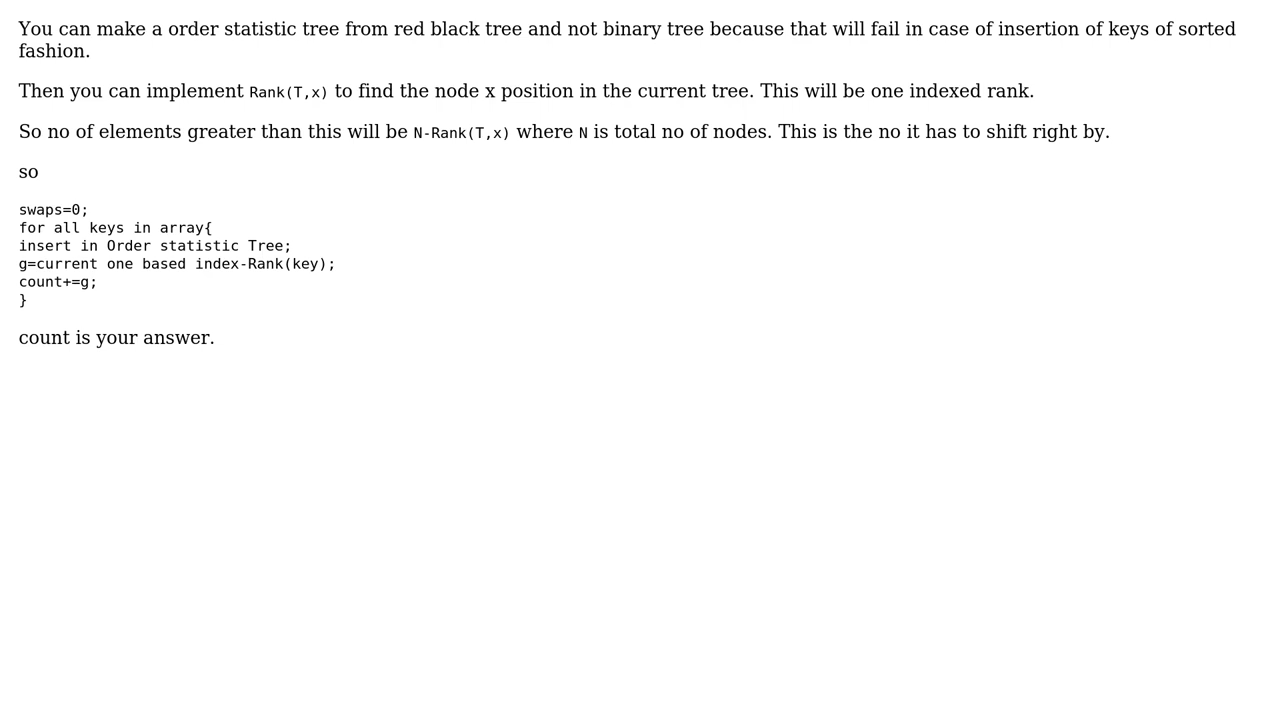 You can make a order statistic tree from red black tree and not binary tree because that will fail in case of insertion of keys of sorted
fashion.
Then you can implement Rank(T,x) to find the node x position in the current tree. This will be one indexed rank.
So no of elements greater than this will be N-Rank(T,x) where N is total no of nodes. This is the no it has to shift right by.
so
swaps=0;
for all keys in array{
insert in Order statistic Tree;
g=current one based index-Rank(key);
count+=g;
}
count is your answer.